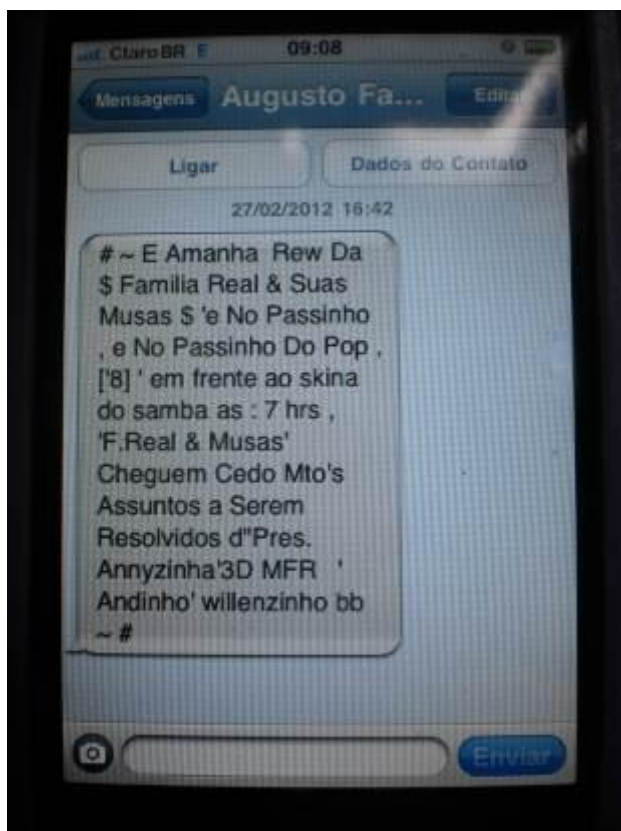 ClaroBR E 09:08
Mensagens Augusto Fa... Editar
Ligar Dados do Contato
27/02/2012 16:42
# ~ E Amanha Rew Da
$ Familia Real & Suas
Musas $ 'e No Passinho
, e No Passinho Do Pop ,
['8] ' em frente ao skina
do samba as : 7 hrs ,
'F.Real & Musas'
Cheguem Cedo Mto's
Assuntos a Serem
Resolvidos d"Pres.
Annyzinha'3D MFR '
Andinho' willenzinho bb
~ #
Enviar